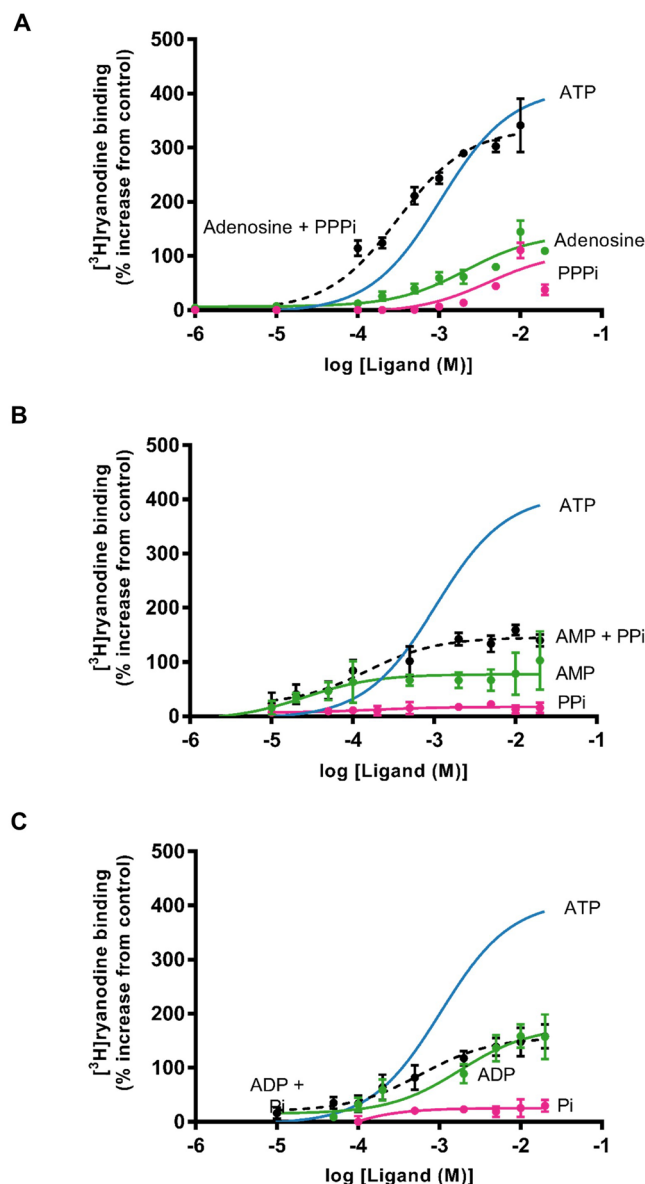 A
[³H]ryanodine binding
(% increase from control)
500
400
300
200
100
0
-6
-5
-4
-3
-2
-1
log [Ligand (M)]
ATP
Adenosine + PPPi
Adenosine
PPPi
B
[³H]ryanodine binding
(% increase from control)
500
400
300
200
100
0
-6
-5
-4
-3
-2
-1
log [Ligand (M)]
ATP
AMP + PPi
AMP
PPi
C
[³H]ryanodine binding
(% increase from control)
500
400
300
200
100
0
-6
-5
-4
-3
-2
-1
log [Ligand (M)]
ATP
ADP +
Pi
ADP
Pi